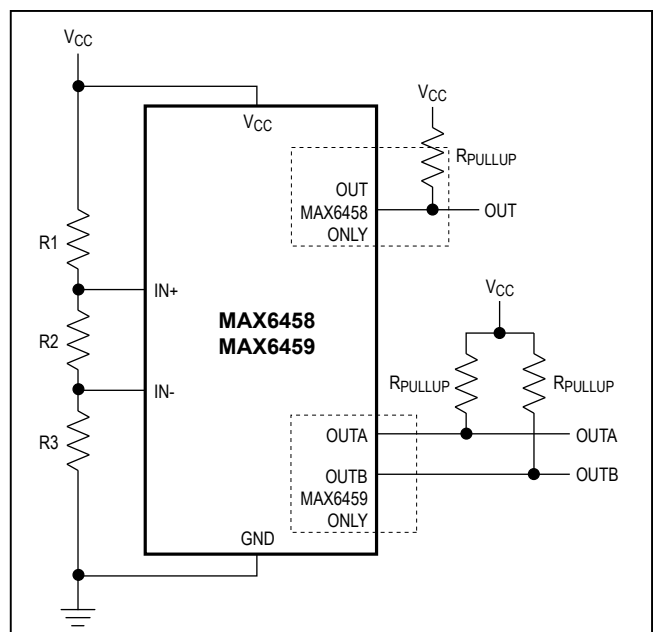 VCC
VCC
VCC
RPULLUP
OUT
MAX6458
ONLY
OUT
R1
IN+
MAX6458
MAX6459
R2
IN-
R3
VCC
RPULLUP
RPULLUP
OUTA
OUTA
OUTB
OUTB
MAX6459
ONLY
GND